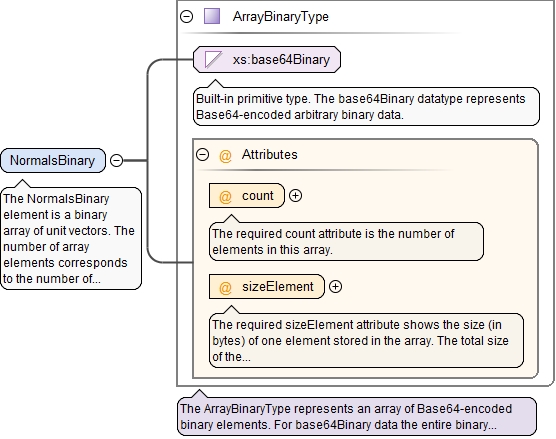 ArrayBinaryType
xs:base64Binary
Built-in primitive type. The base64Binary datatype represents
Base64-encoded arbitrary binary data.
NormalsBinary
The NormalsBinary
element is a binary
array of unit vectors. The
number of array
elements corresponds
to the number of...
@ Attributes
@ count
The required count attribute is the number of
elements in this array.
@ sizeElement
The required sizeElement attribute shows the size (in
bytes) of one element stored in the array. The total size
of the...
The ArrayBinaryType represents an array of Base64-encoded
binary elements. For base64Binary data the entire binary...